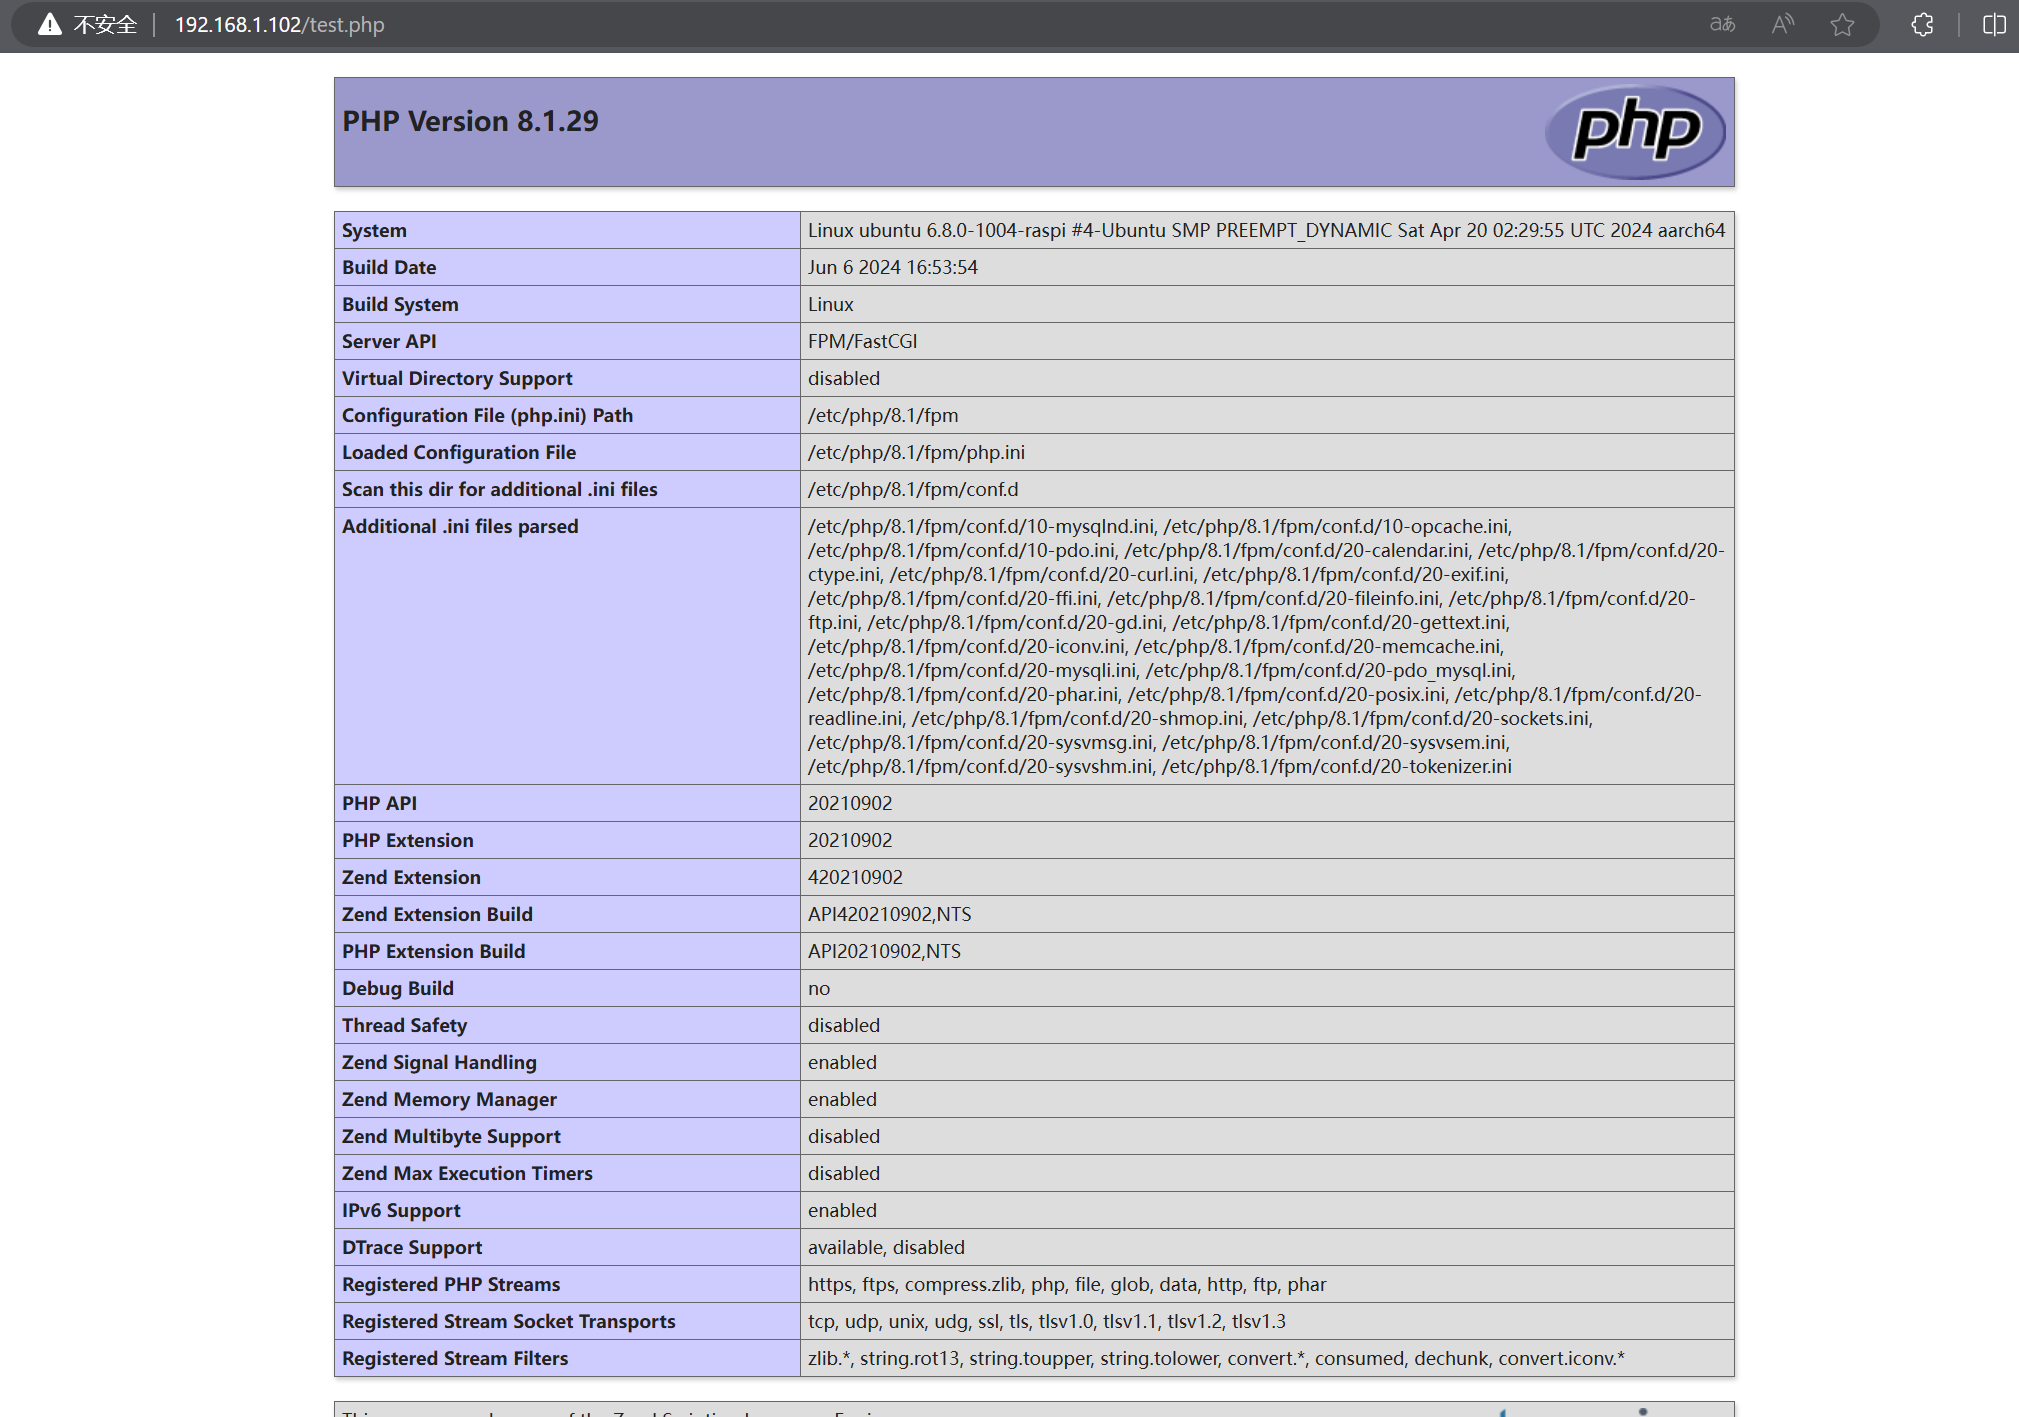 不安全 192.168.1.102/test.php aあ A
PHP Version 8.1.29
php
System Linux ubuntu 6.8.0-1004-raspi #4-Ubuntu SMP PREEMPT_DYNAMIC Sat Apr 20 02:29:55 UTC 2024 aarch64
Build Date Jun 6 2024 16:53:54
Build System Linux
Server API FPM/FastCGI
Virtual Directory Support disabled
Configuration File (php.ini) Path /etc/php/8.1/fpm
Loaded Configuration File /etc/php/8.1/fpm/php.ini
Scan this dir for additional .ini files /etc/php/8.1/fpm/conf.d
Additional .ini files parsed /etc/php/8.1/fpm/conf.d/10-mysqlnd.ini, /etc/php/8.1/fpm/conf.d/10-opcache.ini,
/etc/php/8.1/fpm/conf.d/10-pdo.ini, /etc/php/8.1/fpm/conf.d/20-calendar.ini, /etc/php/8.1/fpm/conf.d/20-
ctype.ini, /etc/php/8.1/fpm/conf.d/20-curl.ini, /etc/php/8.1/fpm/conf.d/20-exif.ini,
/etc/php/8.1/fpm/conf.d/20-ffi.ini, /etc/php/8.1/fpm/conf.d/20-fileinfo.ini, /etc/php/8.1/fpm/conf.d/20-
ftp.ini, /etc/php/8.1/fpm/conf.d/20-gd.ini, /etc/php/8.1/fpm/conf.d/20-gettext.ini,
/etc/php/8.1/fpm/conf.d/20-iconv.ini, /etc/php/8.1/fpm/conf.d/20-memcache.ini,
/etc/php/8.1/fpm/conf.d/20-mysqli.ini, /etc/php/8.1/fpm/conf.d/20-pdo_mysql.ini,
/etc/php/8.1/fpm/conf.d/20-phar.ini, /etc/php/8.1/fpm/conf.d/20-posix.ini, /etc/php/8.1/fpm/conf.d/20-
readline.ini, /etc/php/8.1/fpm/conf.d/20-shmop.ini, /etc/php/8.1/fpm/conf.d/20-sockets.ini,
/etc/php/8.1/fpm/conf.d/20-sysvmsg.ini, /etc/php/8.1/fpm/conf.d/20-sysvsem.ini,
/etc/php/8.1/fpm/conf.d/20-sysvshm.ini, /etc/php/8.1/fpm/conf.d/20-tokenizer.ini
PHP API 20210902
PHP Extension 20210902
Zend Extension 420210902
Zend Extension Build API420210902,NTS
PHP Extension Build API20210902,NTS
Debug Build no
Thread Safety disabled
Zend Signal Handling enabled
Zend Memory Manager enabled
Zend Multibyte Support disabled
Zend Max Execution Timers disabled
IPv6 Support enabled
DTrace Support available, disabled
Registered PHP Streams https, ftps, compress.zlib, php, file, glob, data, http, ftp, phar
Registered Stream Socket Transports tcp, udp, unix, udg, ssl, tls, tlsv1.0, tlsv1.1, tlsv1.2, tlsv1.3
Registered Stream Filters zlib.*, string.rot13, string.toupper, string.tolower, convert.*, consumed, dechunk, convert.iconv.*